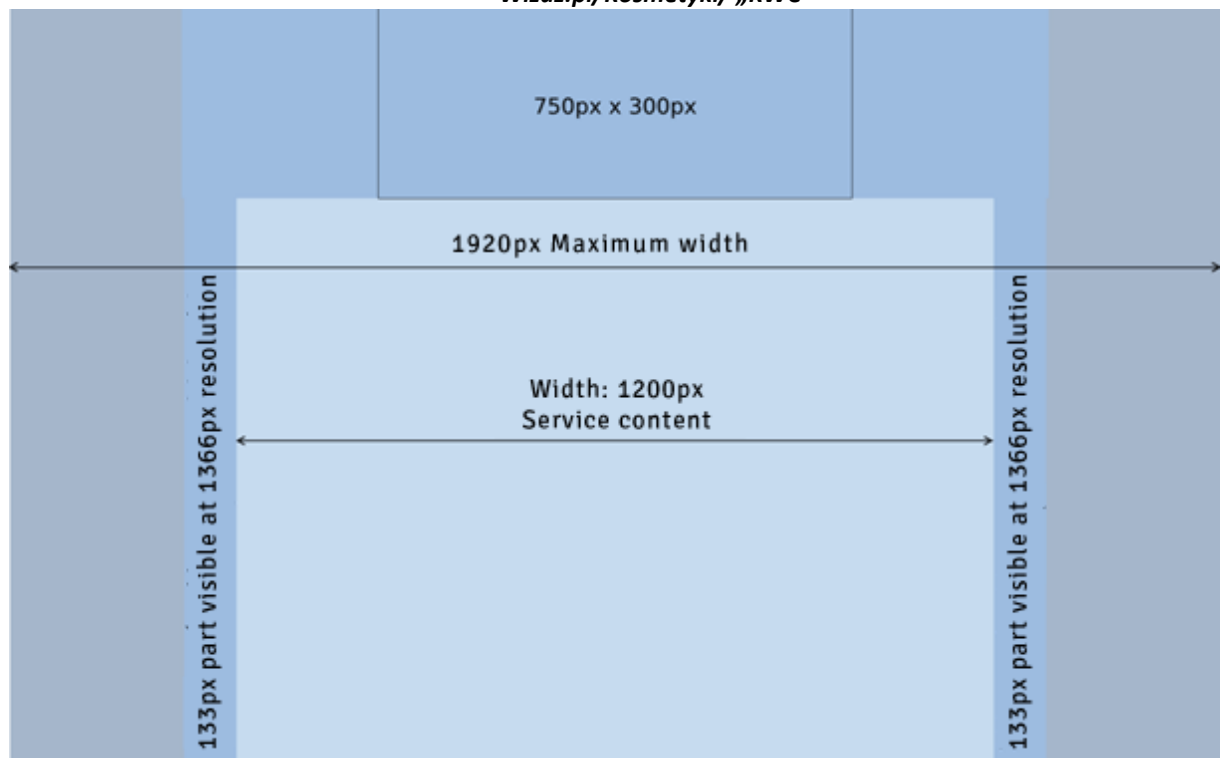 750px x 300px
1920px Maximum width
133px part visible at 1366px resolution
Width: 1200px
Service content
133px part visible at 1366px resolution